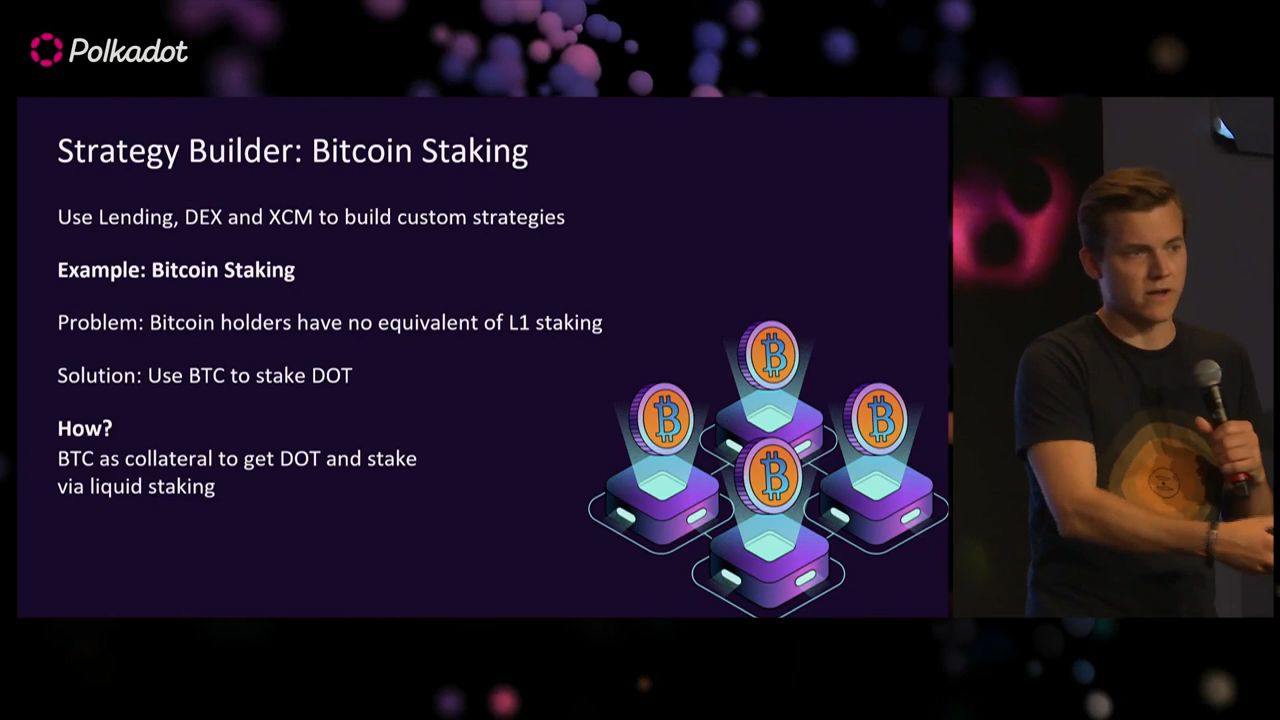 Polkadot
Strategy Builder: Bitcoin Staking
Use Lending, DEX and XCM to build custom strategies
Example: Bitcoin Staking
Problem: Bitcoin holders have no equivalent of L1 staking
Solution: Use BTC to stake DOT
How?
BTC as collateral to get DOT and stake
via liquid staking